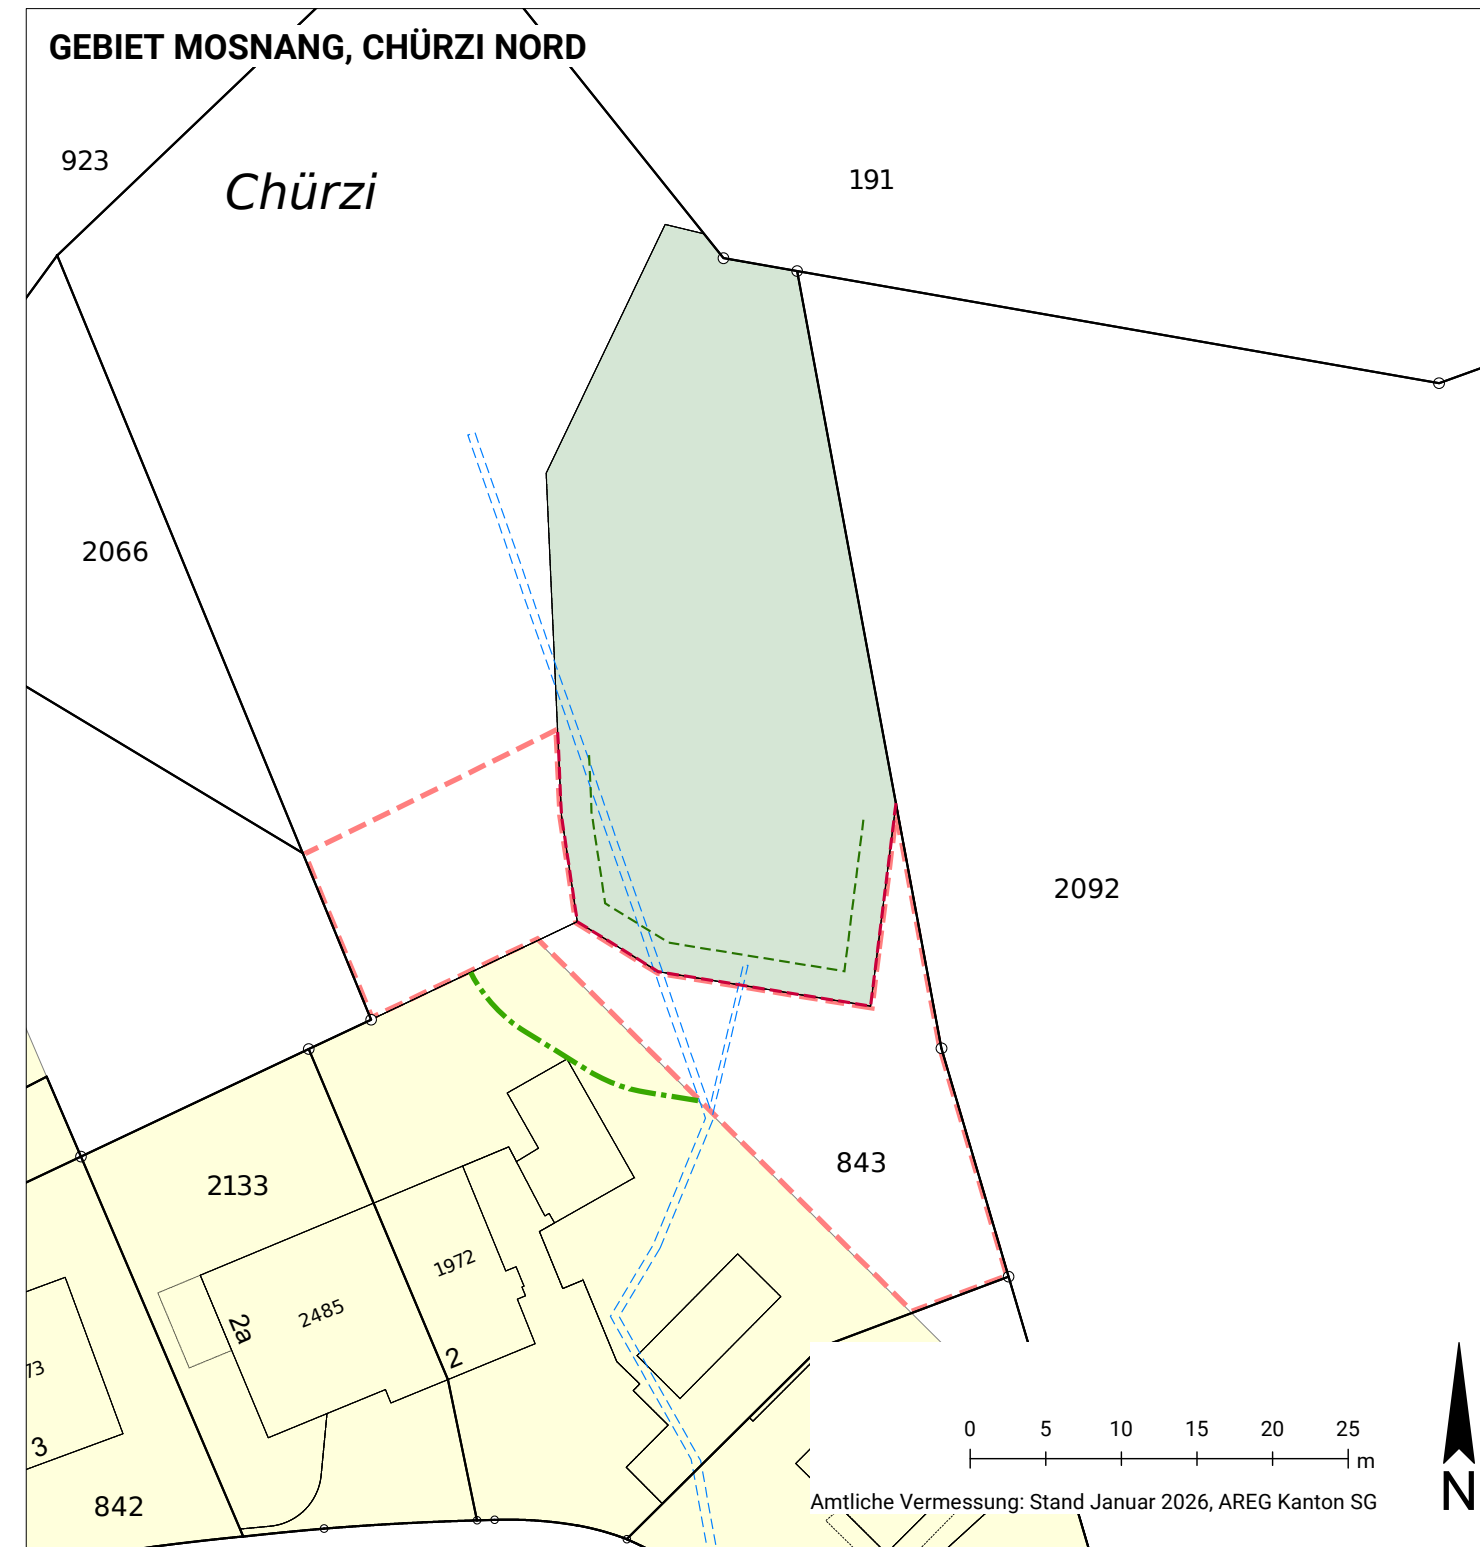 GEBIET MOSNANG, CHÜRZI NORD
923
Chürzi
191
2066
2092
843
2133
1972
2485
2a
2
73
3
842
0 5 10 15 20 25
m
Amtliche Vermessung: Stand Januar 2026, AREG Kanton SG
N